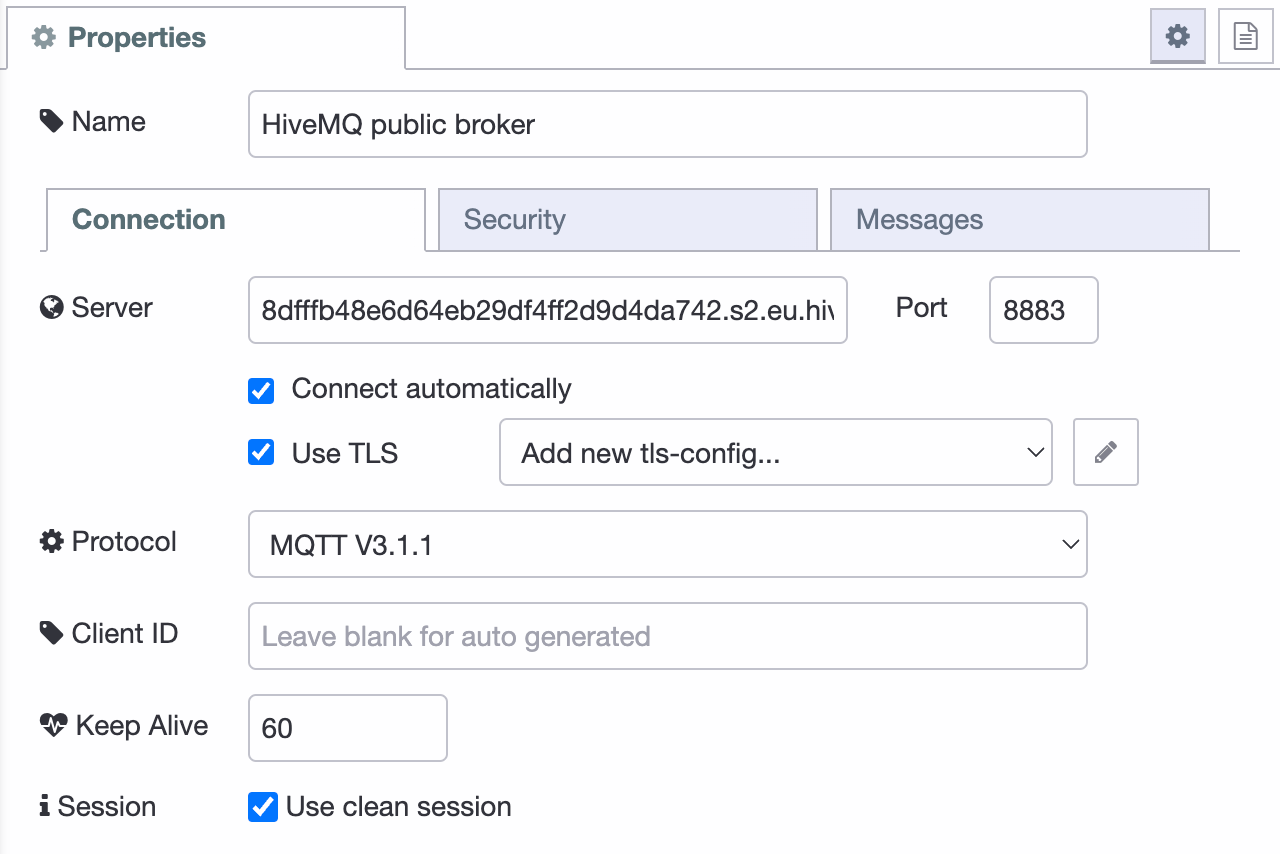 Properties
Name
HiveMQ public broker
Connection Security Messages
Server 8dfffb48e6d64eb29df4ff2d9d4da742.s2.eu.hiv Port 8883
Connect automatically
Use TLS Add new tls-config...
Protocol MQTT V3.1.1
Client ID Leave blank for auto generated
Keep Alive 60
Session Use clean session